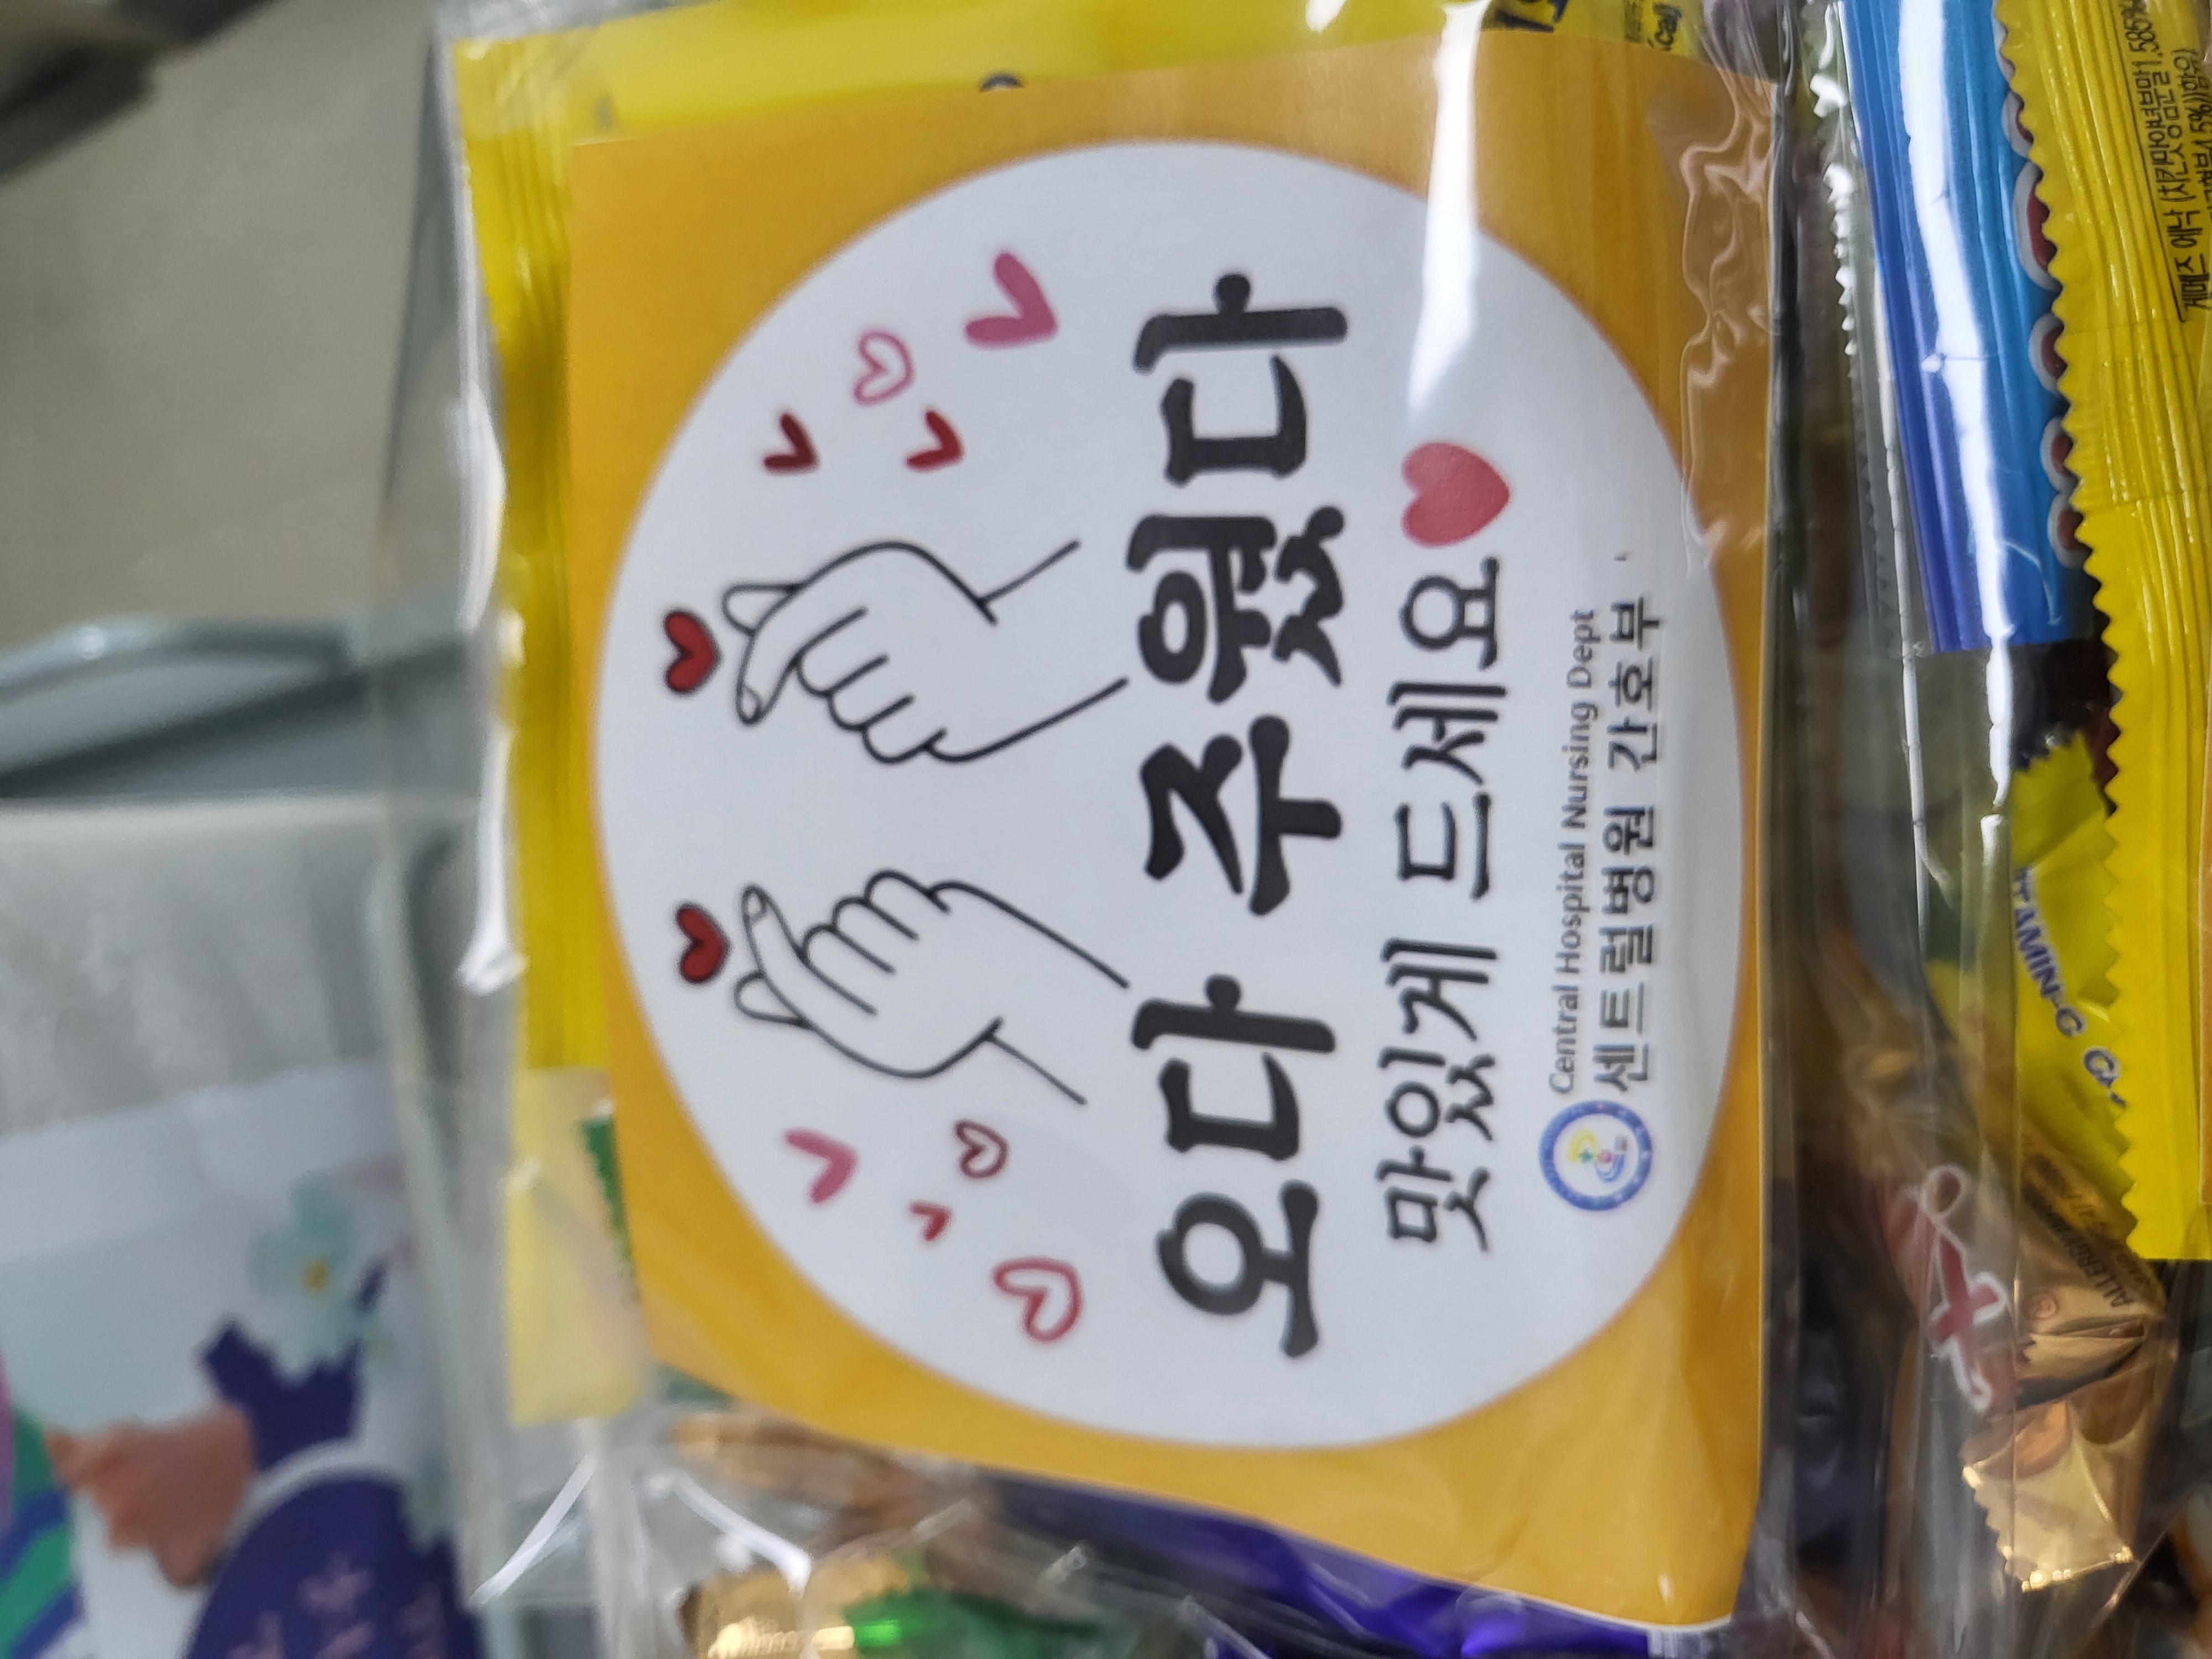 오다 주웠다
맛있게 드세요
Central Hospital Nursing Dept
센트럴병원 간호부